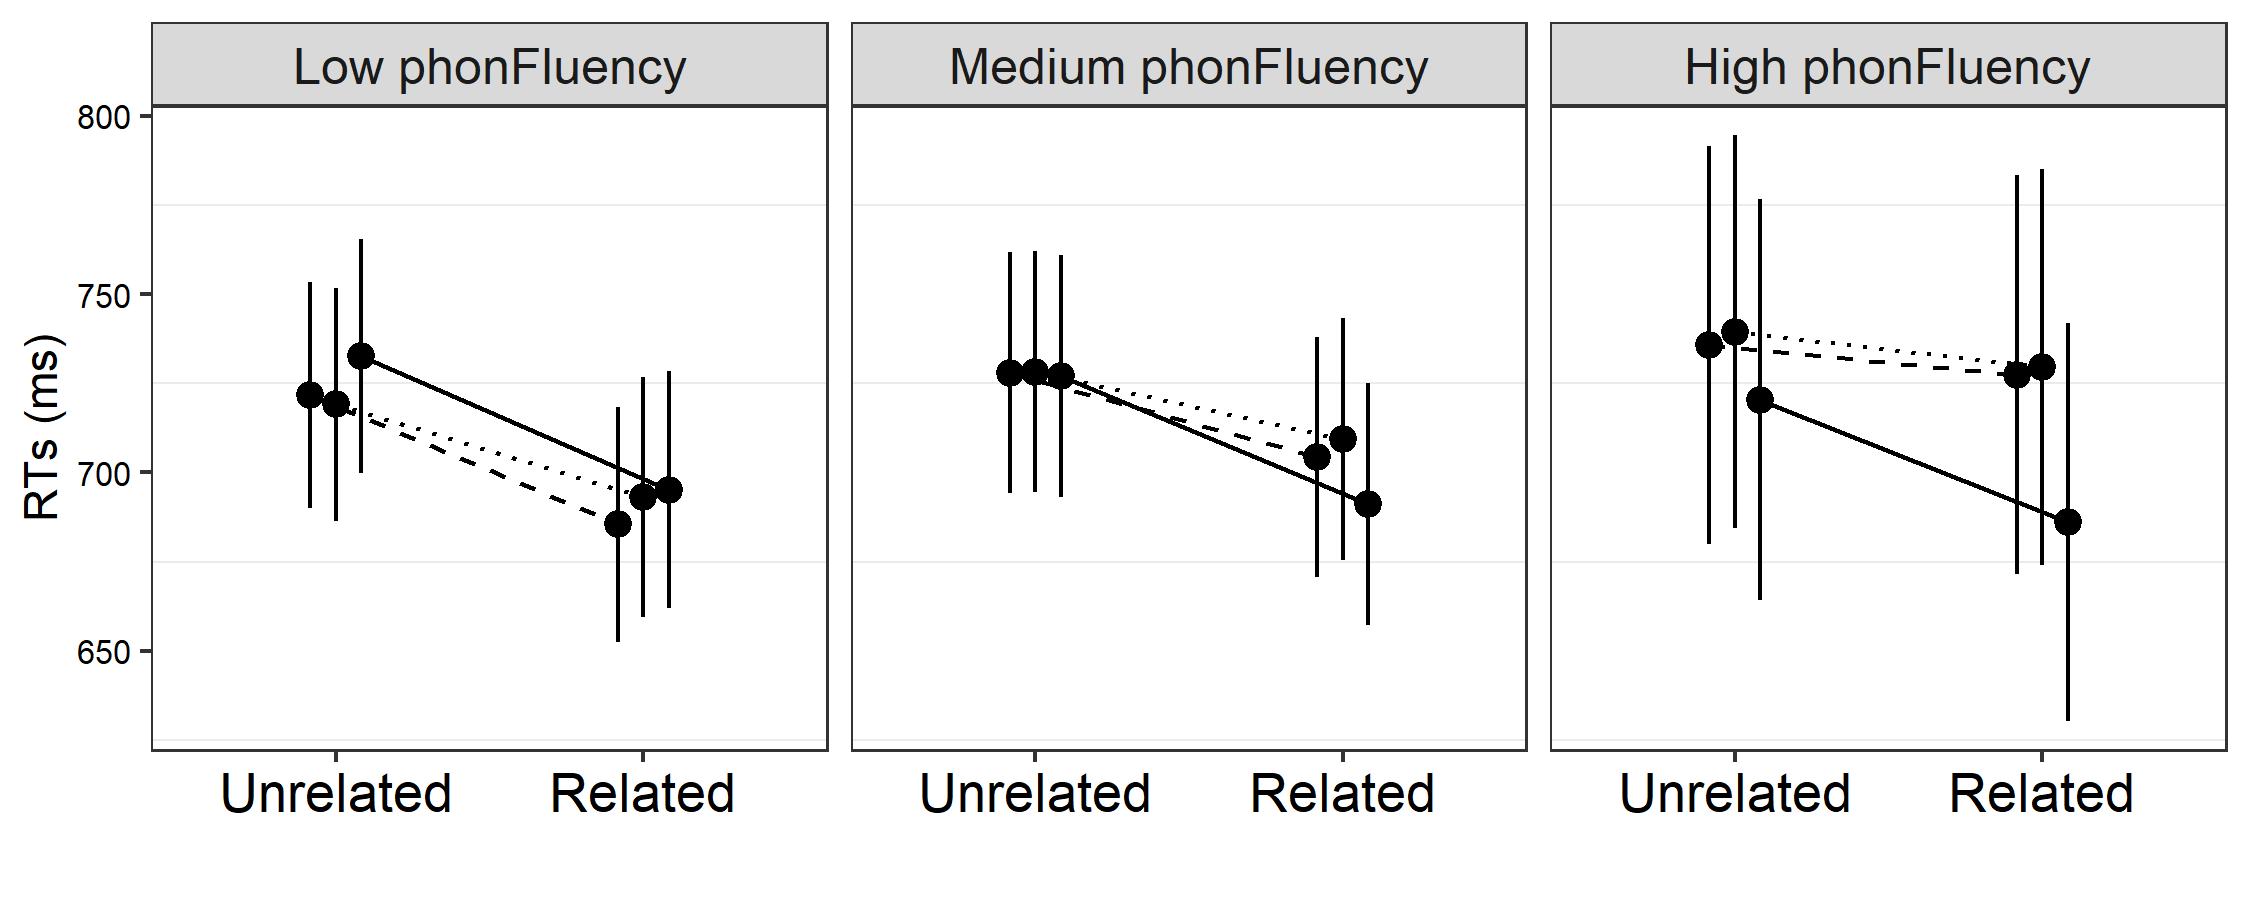 Low phonFluency
Medium phonFluency
High phonFluency
800
750
700
650
RTs (ms)
Unrelated Related
Unrelated Related
Unrelated Related